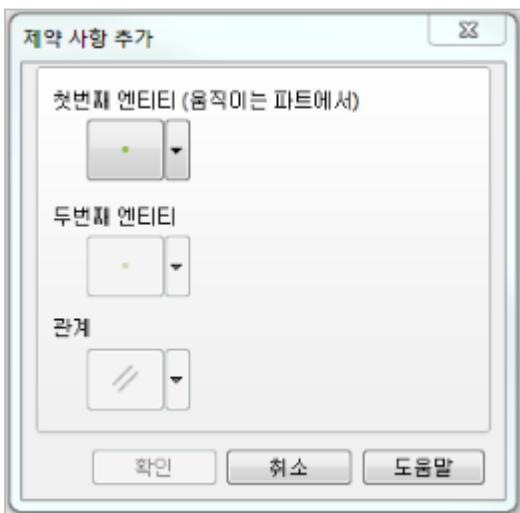 제약 사항 추가
첫번째 엔티티 (움직이는 파트에서)
두번째 엔티티
관계
확인 취소 도움말